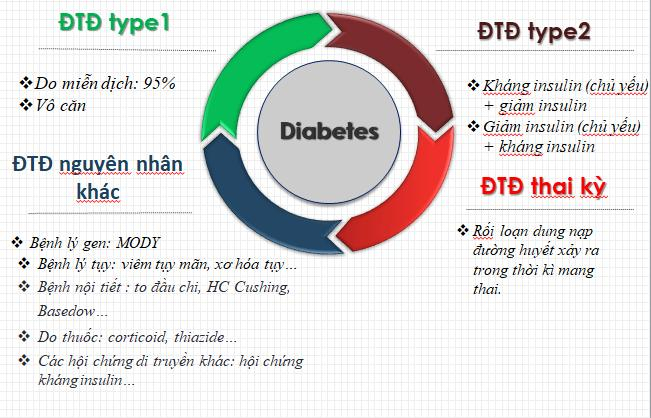 ĐTĐ type1
❖Do miễn dịch: 95%
❖Vô căn
ĐTĐ type2
❖Kháng insulin (chủ yếu)
+ giảm insulin
❖Giảm insulin (chủ yếu)
+ kháng insulin
Diabetes
ĐTĐ nguyên nhân
khác
❖ Bệnh lý gen: MODY
❖ Bệnh lý tụy: viêm tụy mãn, xơ hóa tụy…
❖ Bệnh nội tiết : to đầu chi, HC Cushing,
Basedow…
❖ Do thuốc: corticoid, thiazide…
❖ Các hội chứng di truyền khác: hội chứng
kháng insulin…
ĐTĐ thai kỳ
❖ Rối loạn dung nạp
đường huyết xảy ra
trong thời kì mang
thai.